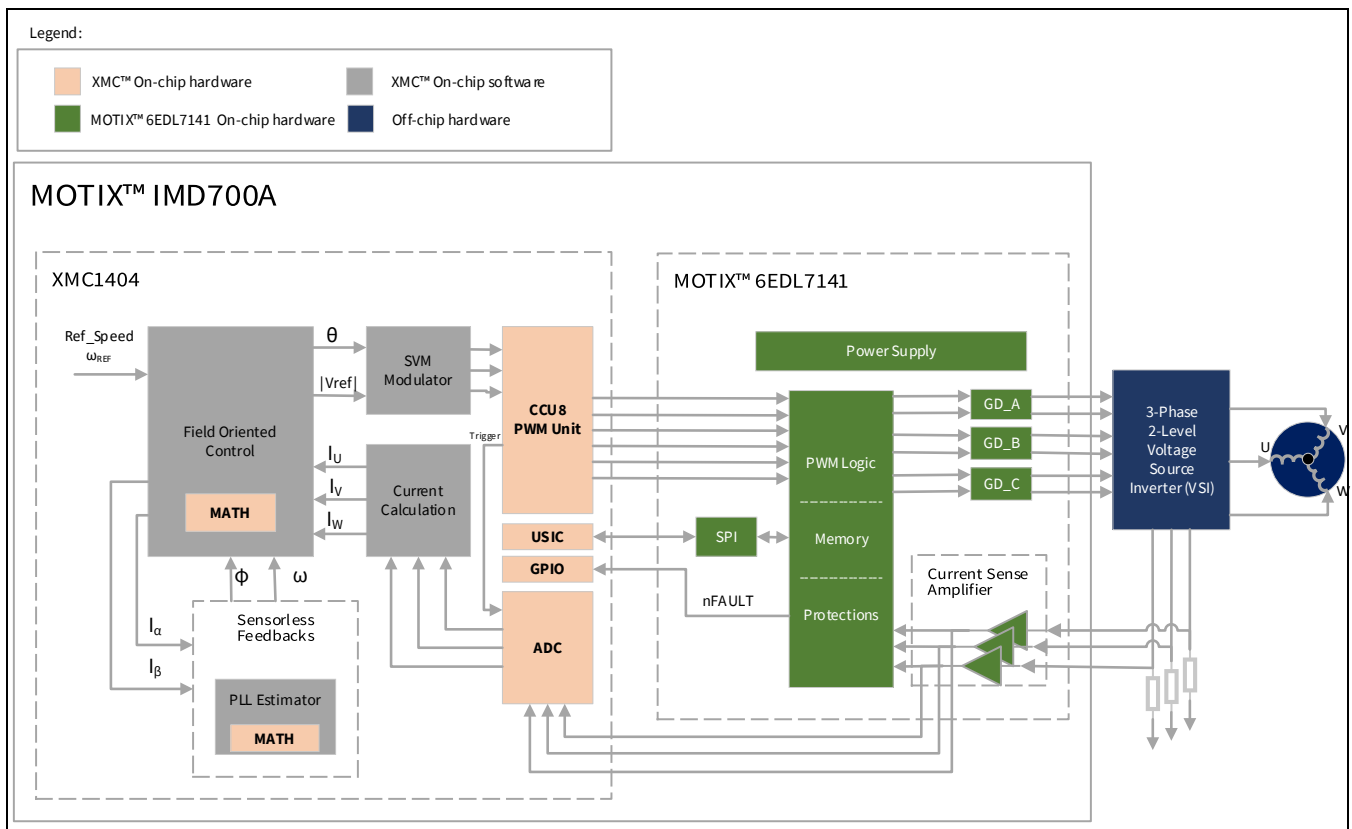 Legend:
XMC™ On-chip hardware
XMC™ On-chip software
MOTIX™ 6EDL7141 On-chip hardware
Off-chip hardware
MOTIX™ IMD700A
XMC1404
MOTIX™ 6EDL7141
Ref_Speed
ωREF
Field Oriented
Control
MATH
θ
|Vref|
SVM
Modulator
IU
IV
IW
Current
Calculation
Trigger
CCU8
PWM Unit
USIC
GPIO
ADC
Φ
ω
Iα
Iβ
Sensorless
Feedbacks
PLL Estimator
MATH
Power Supply
PWM Logic
Memory
Protections
SPI
nFAULT
GD_A
GD_B
GD_C
Current Sense
Amplifier
3-Phase
2-Level
Voltage
Source
Inverter (VSI)
U
V
W